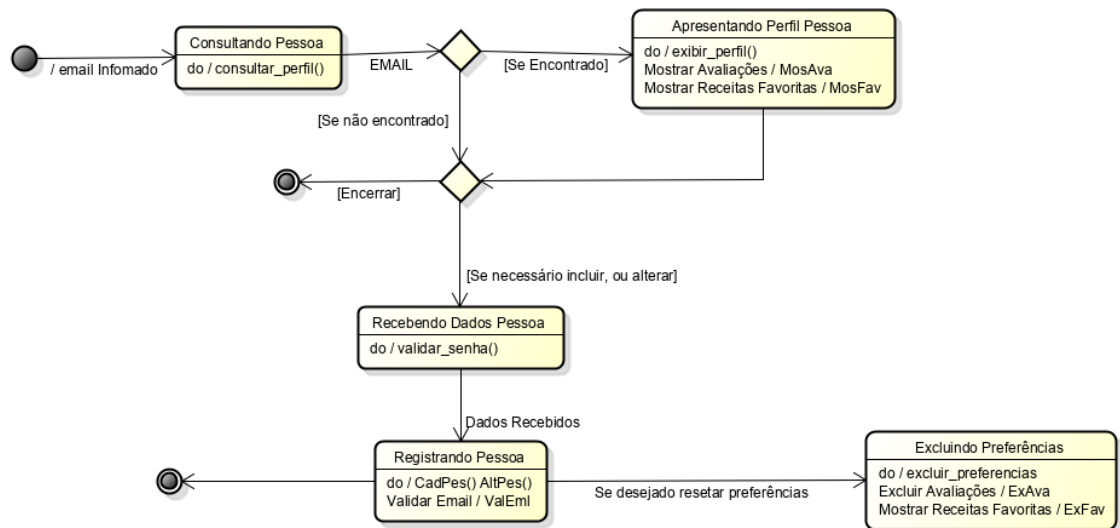 Consultando Pessoa
do / consultar_perfil()
/ email Infomado
EMAIL
[Se Encontrado]
Apresentando Perfil Pessoa
do / exibir_perfil()
Mostrar Avaliações / MosAva
Mostrar Receitas Favoritas / MosFav
[Se não encontrado]
[Encerrar]
[Se necessário incluir, ou alterar]
Recebendo Dados Pessoa
do / validar_senha()
Dados Recebidos
Registrando Pessoa
do / CadPes() AltPes()
Validar Email / ValEml
Se desejado resetar preferências
Excluindo Preferências
do / excluir_preferencias
Excluir Avaliações / ExAva
Mostrar Receitas Favoritas / ExFav